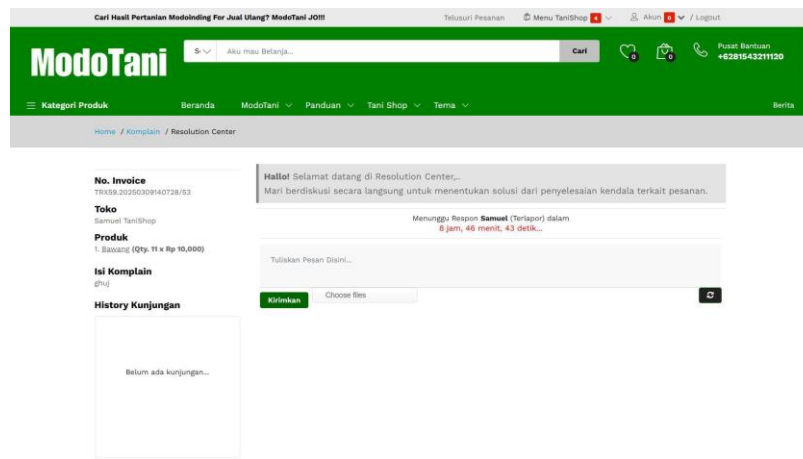 Cari Hasil Pertanian Modoinding For Jual Ulang? ModoTani JO!!!
Telusuri Pesanan
Menu TaniShop 4
Akun 0 / Logout
ModoTani
Aku mau Belanja...
Cari
0
0
Pusat Bantuan
+6281543211120
Kategori Produk
Beranda
ModoTani
Panduan
Tani Shop
Tema
Berita
Home / Komplain / Resolution Center
No. Invoice
TRX59.20250309140728/53
Toko
Samuel TaniShop
Produk
1. Bawang (Qty. 11 x Rp 10,000)
Isi Komplain
ghuj
History Kunjungan
Belum ada kunjungan...
Hallo! Selamat datang di Resolution Center,..
Mari berdiskusi secara langsung untuk menentukan solusi dari penyelesaian kendala terkait pesanan.
Menunggu Respon Samuel (Terlapor) dalam
8 jam, 46 menit, 43 detik...
Tuliskan Pesan Disini...
Kirimkan
Choose files